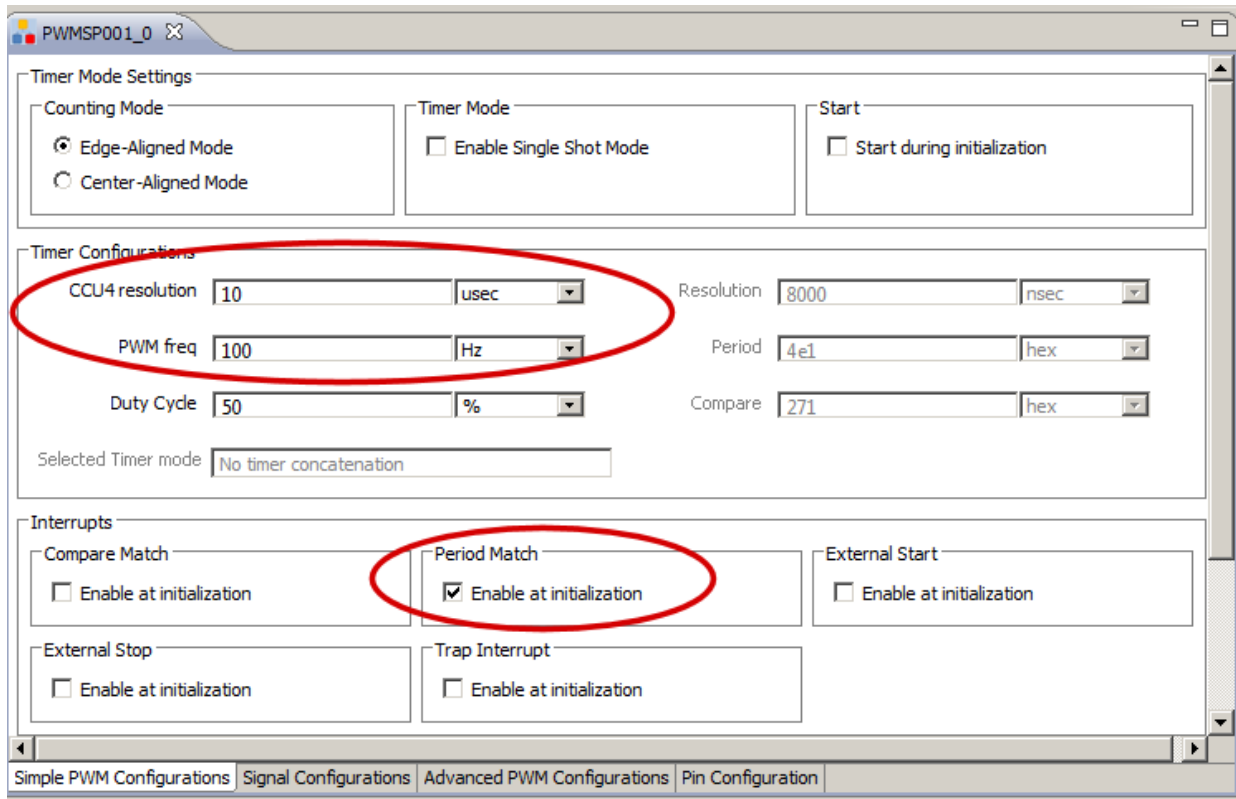 PWMSP001_0
Timer Mode Settings
Counting Mode Timer Mode Start
Edge-Aligned Mode Enable Single Shot Mode Start during initialization
Center-Aligned Mode
Timer Configurations
CCU4 resolution 10 usec Resolution 8000 nsec
PWM freq 100 Hz Period 4e1 hex
Duty Cycle 50 % Compare 271 hex
Selected Timer mode No timer concatenation
Interrupts
Compare Match Period Match External Start
Enable at initialization Enable at initialization Enable at initialization
External Stop Trap Interrupt
Enable at initialization Enable at initialization
Simple PWM Configurations Signal Configurations Advanced PWM Configurations Pin Configuration